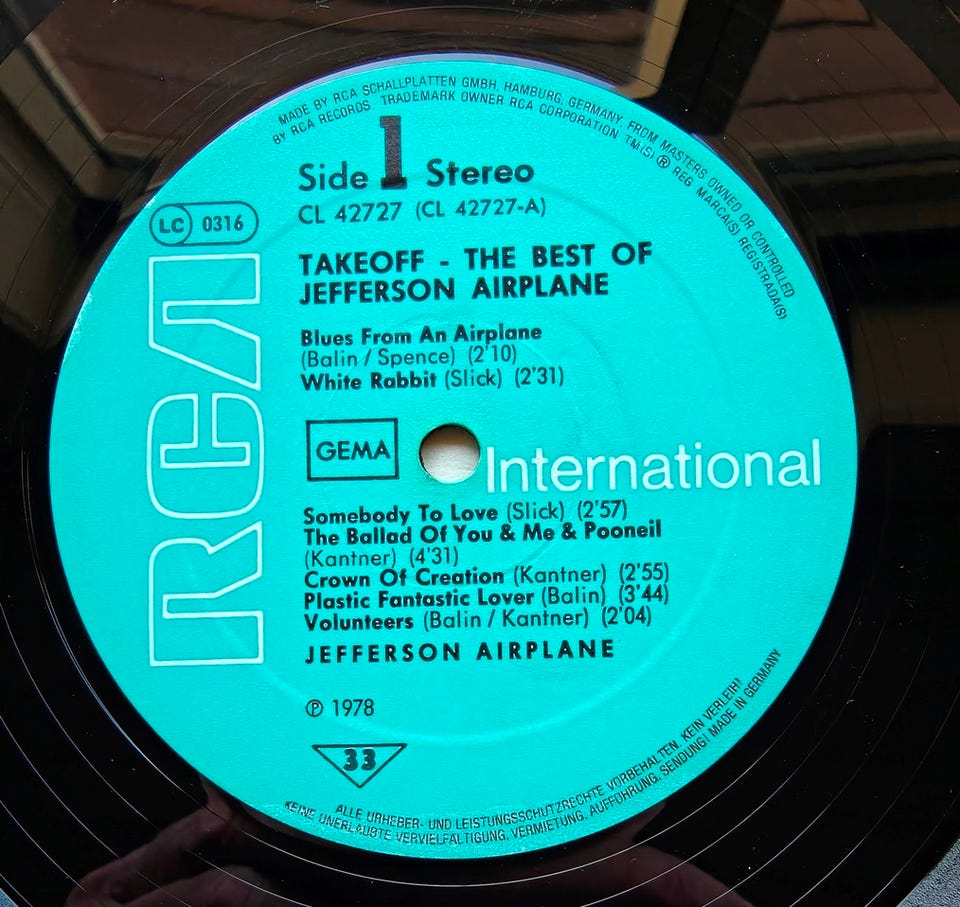 MADE BY RCA SCHALLPLATTEN GMBH, HAMBURG, GERMANY, FROM MASTERS OWNED OR CONTROLLED
BY RCA RECORDS TRADEMARK OWNER RCA CORPORATION TM(S) ® REG MARCA(S) REGISTRADA(S)
Side 1 Stereo
CL 42727 (CL 42727-A)
LC 0316
RCA
TAKEOFF - THE BEST OF
JEFFERSON AIRPLANE
Blues From An Airplane
(Balin / Spence) (2'10)
White Rabbit (Slick) (2'31)
GEMA
International
Somebody To Love (Slick) (2'57)
The Ballad Of You & Me & Pooneil
(Kantner) (4'31)
Crown Of Creation (Kantner) (2'55)
Plastic Fantastic Lover (Balin) (3'44)
Volunteers (Balin / Kantner) (2'04)
JEFFERSON AIRPLANE
℗ 1978
33
ALLE URHEBER- UND LEISTUNGSSCHUTZRECHTE VORBEHALTEN. KEIN VERLEIH!
KEINE UNERLAUBTE VERVIELFÄLTIGUNG, VERMIETUNG, AUFFÜHRUNG, SENDUNG! MADE IN GERMANY